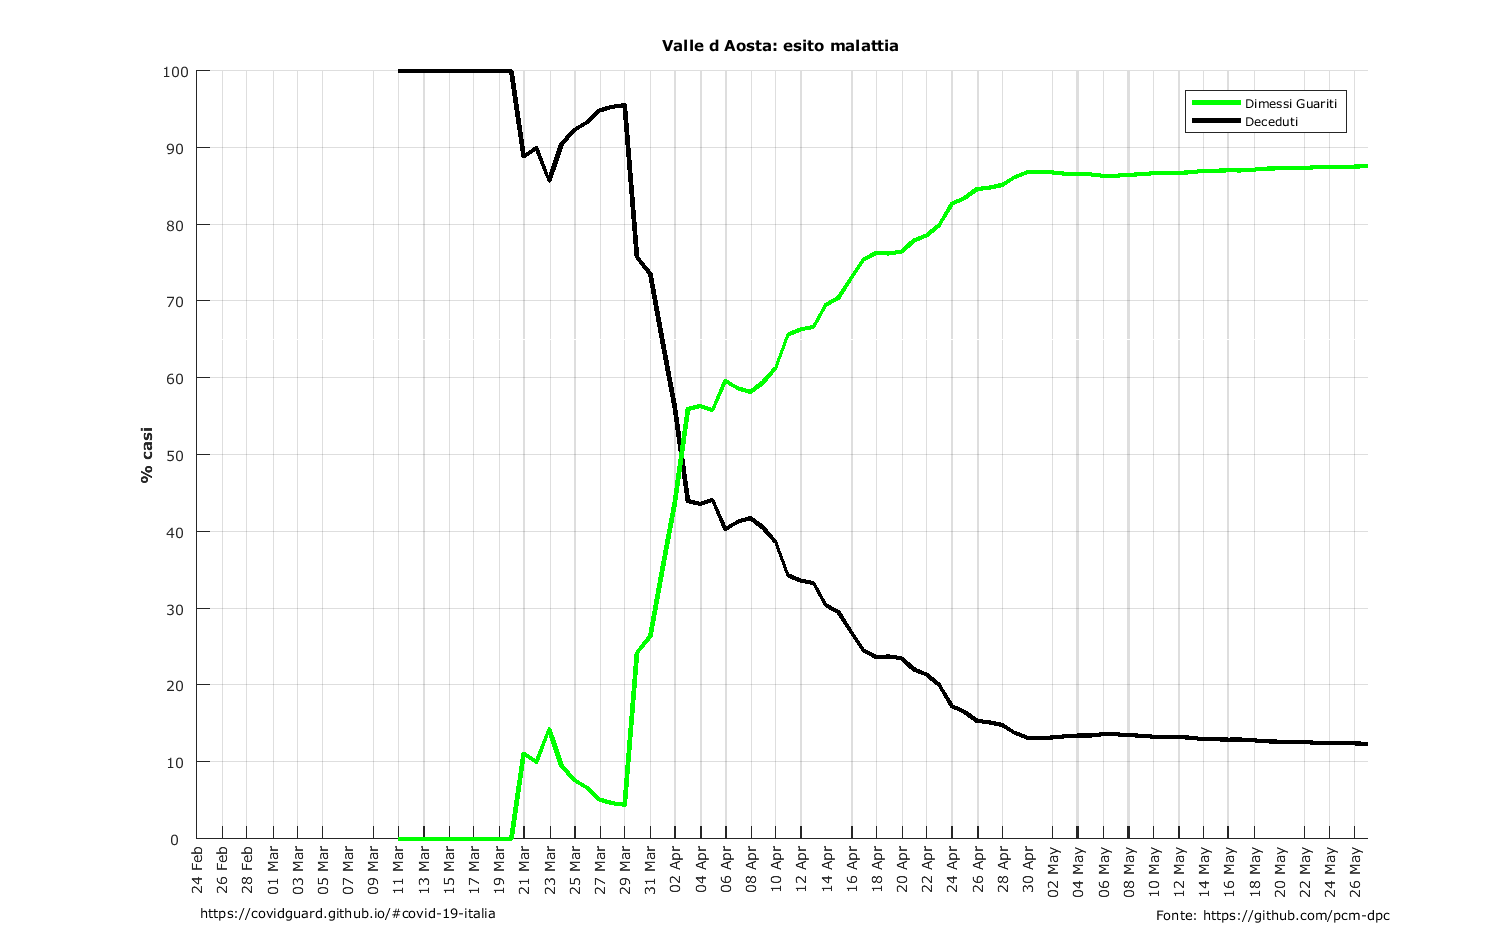 Valle d Aosta: esito malattia
Dimessi Guariti
Deceduti
% casi
100
90
80
70
60
50
40
30
20
10
0
24 Feb
26 Feb
28 Feb
01 Mar
03 Mar
05 Mar
07 Mar
09 Mar
11 Mar
13 Mar
15 Mar
17 Mar
19 Mar
21 Mar
23 Mar
25 Mar
27 Mar
29 Mar
31 Mar
02 Apr
04 Apr
06 Apr
08 Apr
10 Apr
12 Apr
14 Apr
16 Apr
18 Apr
20 Apr
22 Apr
24 Apr
26 Apr
28 Apr
30 Apr
02 May
04 May
06 May
08 May
10 May
12 May
14 May
16 May
18 May
20 May
22 May
24 May
26 May
https://covidguard.github.io/#covid-19-italia
Fonte: https://github.com/pcm-dpc